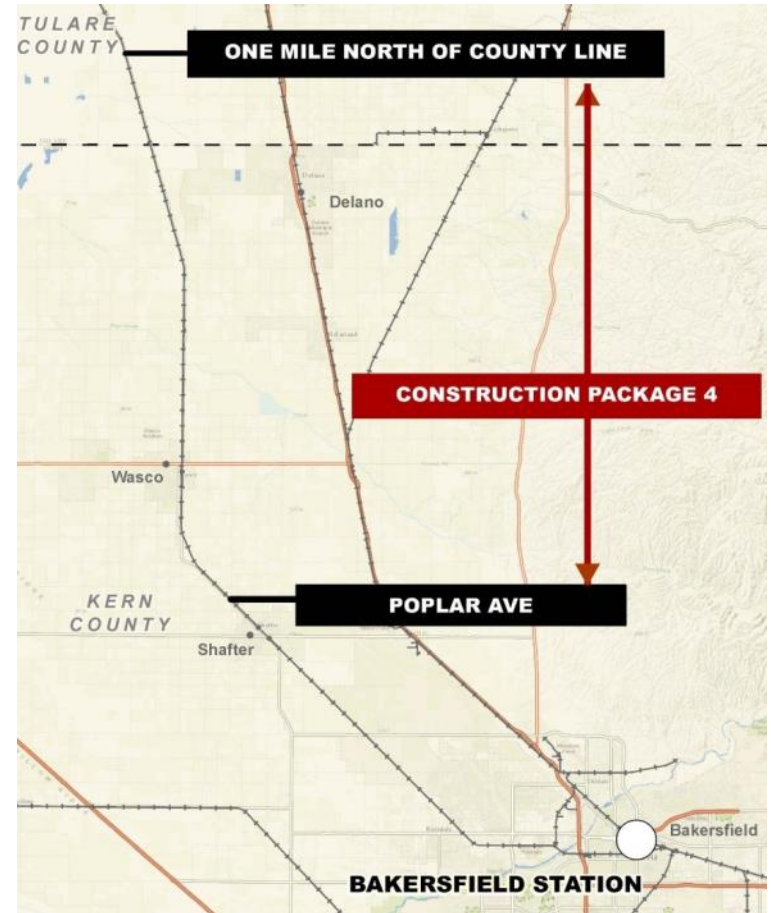 TULARE
COUNTY
ONE MILE NORTH OF COUNTY LINE
Delano
Delano
CONSTRUCTION PACKAGE 4
Wasco
KERN
COUNTY
POPLAR AVE
Shafter
Bakersfield
BAKERSFIELD STATION